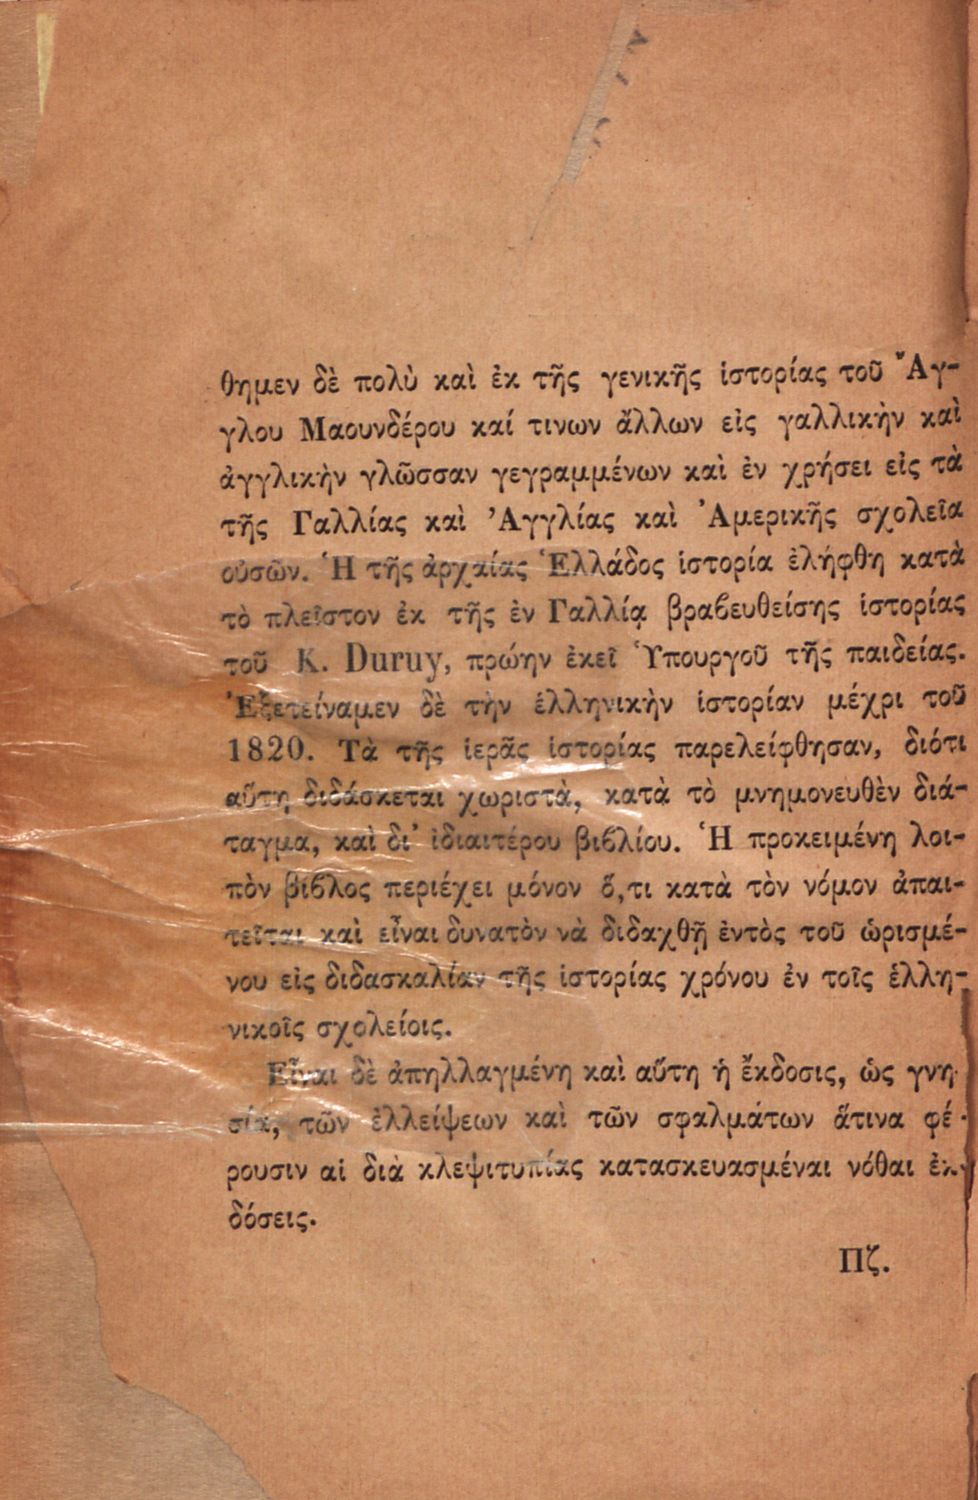 θημεν δὲ πολὺ καὶ ἐκ τῆς γενικῆς ἱστορίας τοῦ Ἄγ-
γλου Μαουνδέρου καί τινων ἄλλων εἰς γαλλικὴν καὶ
ἀγγλικὴν γλῶσσαν γεγραμμένων καὶ ἐν χρήσει εἰς τὰ
τῆς Γαλλίας καὶ Ἀγγλίας καὶ Ἀμερικῆς σχολεῖα
οὐσῶν. Ἡ τῆς ἀρχαίας Ἑλλάδος ἱστορία ἐλήφθη κατὰ
τὸ πλεῖστον ἐκ τῆς ἐν Γαλλίᾳ βραβευθείσης ἱστορίας
τοῦ Κ. Duruy, πρώην ἐκεῖ Ὑπουργοῦ τῆς παιδείας.
Ἐξετείναμεν δὲ τὴν ἑλληνικὴν ἱστορίαν μέχρι τοῦ
1820. Τὰ τῆς ἱερᾶς ἱστορίας παρελείφθησαν, διότι
αὕτη διδάσκεται χωριστὰ, κατὰ τὸ μνημονευθὲν διά-
ταγμα, καὶ δι' ἰδιαιτέρου βιβλίου. Ἡ προκειμένη λοι-
πὸν βίβλος περιέχει μόνον ὅ,τι κατὰ τὸν νόμον ἀπαι-
τεῖται καὶ εἶναι δυνατὸν νὰ διδαχθῇ ἐντὸς τοῦ ὡρισμέ-
νου εἰς διδασκαλίαν τῆς ἱστορίας χρόνου ἐν τοῖς ἑλλη-
νικοῖς σχολείοις.
Εἶναι δὲ ἀπηλλαγμένη καὶ αὕτη ἡ ἔκδοσις, ὡς γνη-
σία, τῶν ἐλλείψεων καὶ τῶν σφαλμάτων ἅτινα φέ-
ρουσιν αἱ διὰ κλεψιτυπίας κατασκευασμέναι νόθαι ἐκ-
δόσεις.
Πζ.